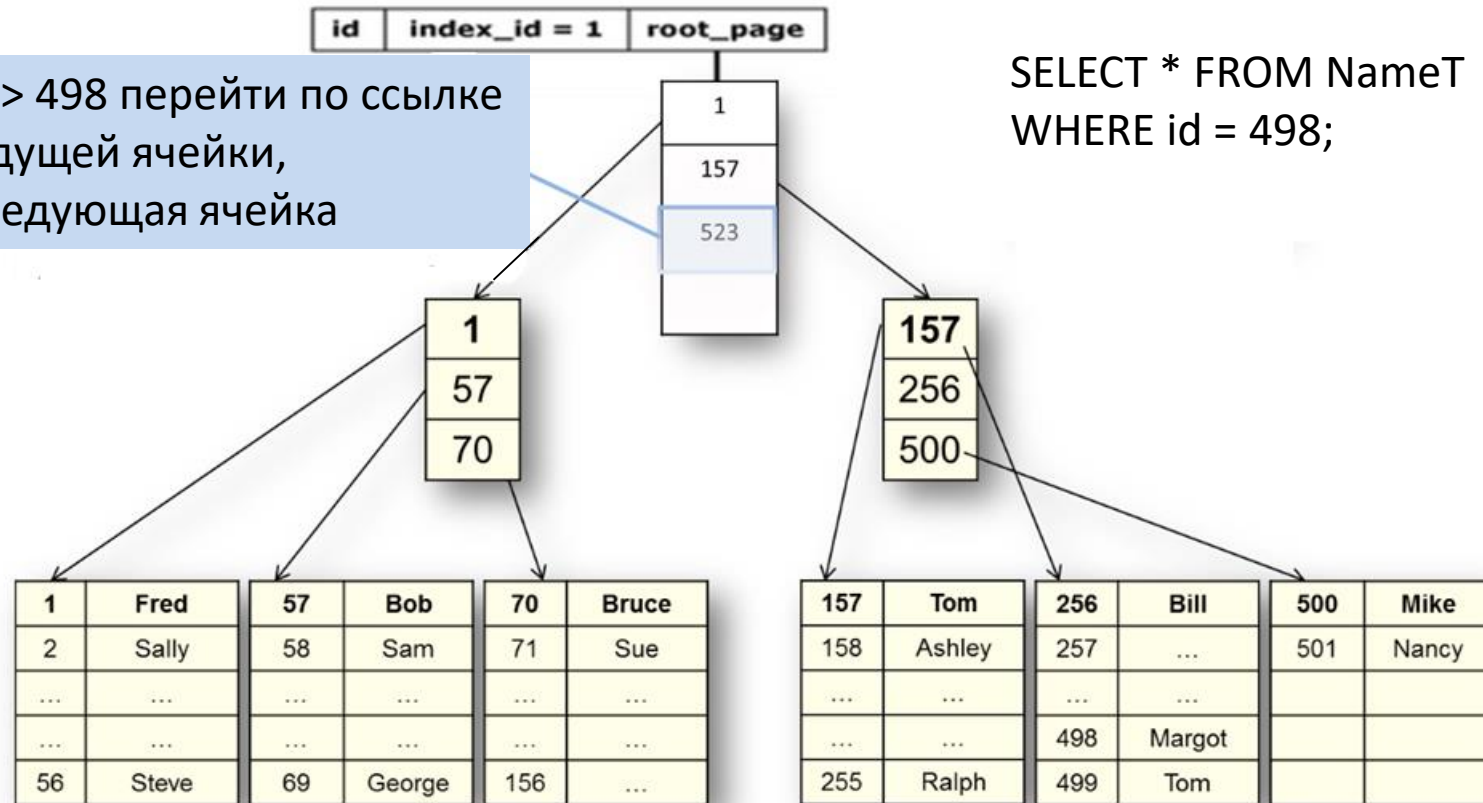 id index_id = 1 root_page
> 498 перейти по ссылке
ячейки,
ячейка
SELECT * FROM NameT
WHERE id = 498;
1
157
523
1
57
70
157
256
500
1 Fred
2 Sally
... ...
... ...
56 Steve
57 Bob
58 Sam
... ...
... ...
69 George
70 Bruce
71 Sue
... ...
... ...
156 ...
157 Tom
158 Ashley
... ...
... ...
255 Ralph
256 Bill
257 ...
... ...
498 Margot
499 Tom
500 Mike
501 Nancy